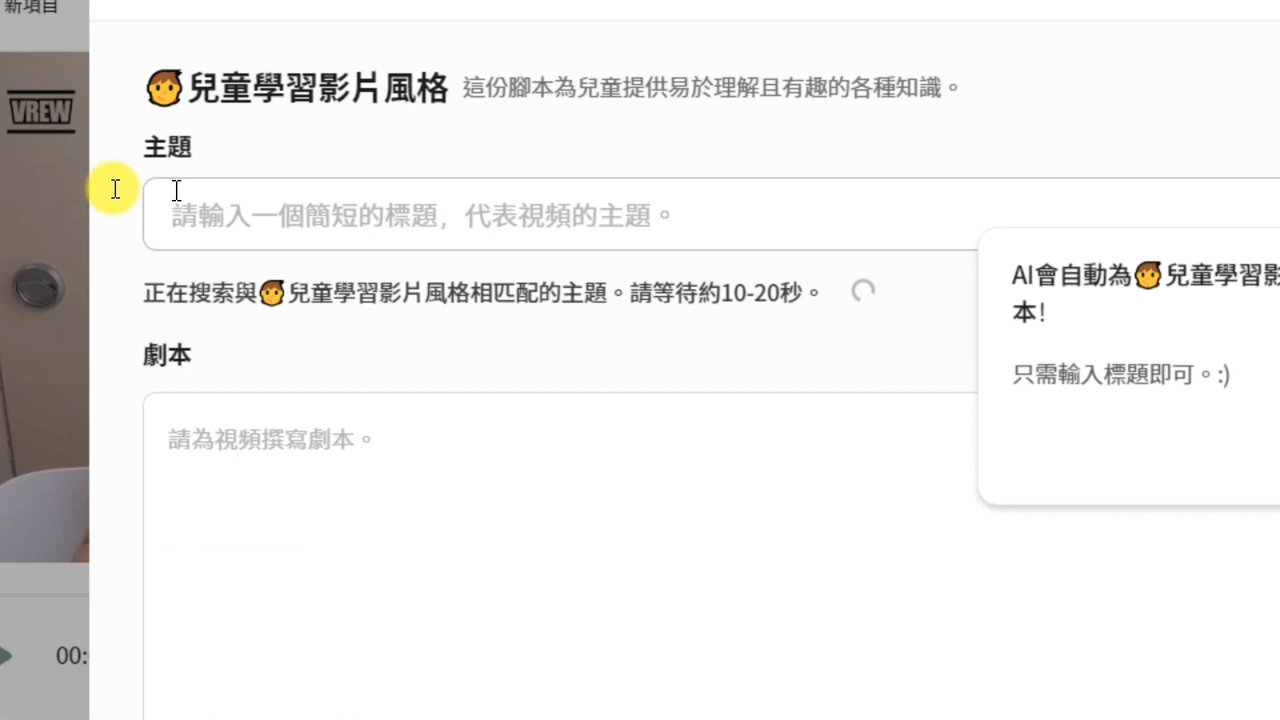 新項目
VREW
🧒兒童學習影片風格 這份腳本為兒童提供易於理解且有趣的各種知識。
主題
請輸入一個簡短的標題，代表視頻的主題。
正在搜索與🧒兒童學習影片風格相匹配的主題。請等待約10-20秒。
AI會自動為🧒兒童學習影
本！
只需輸入標題即可。:)
劇本
請為視頻撰寫劇本。
00: